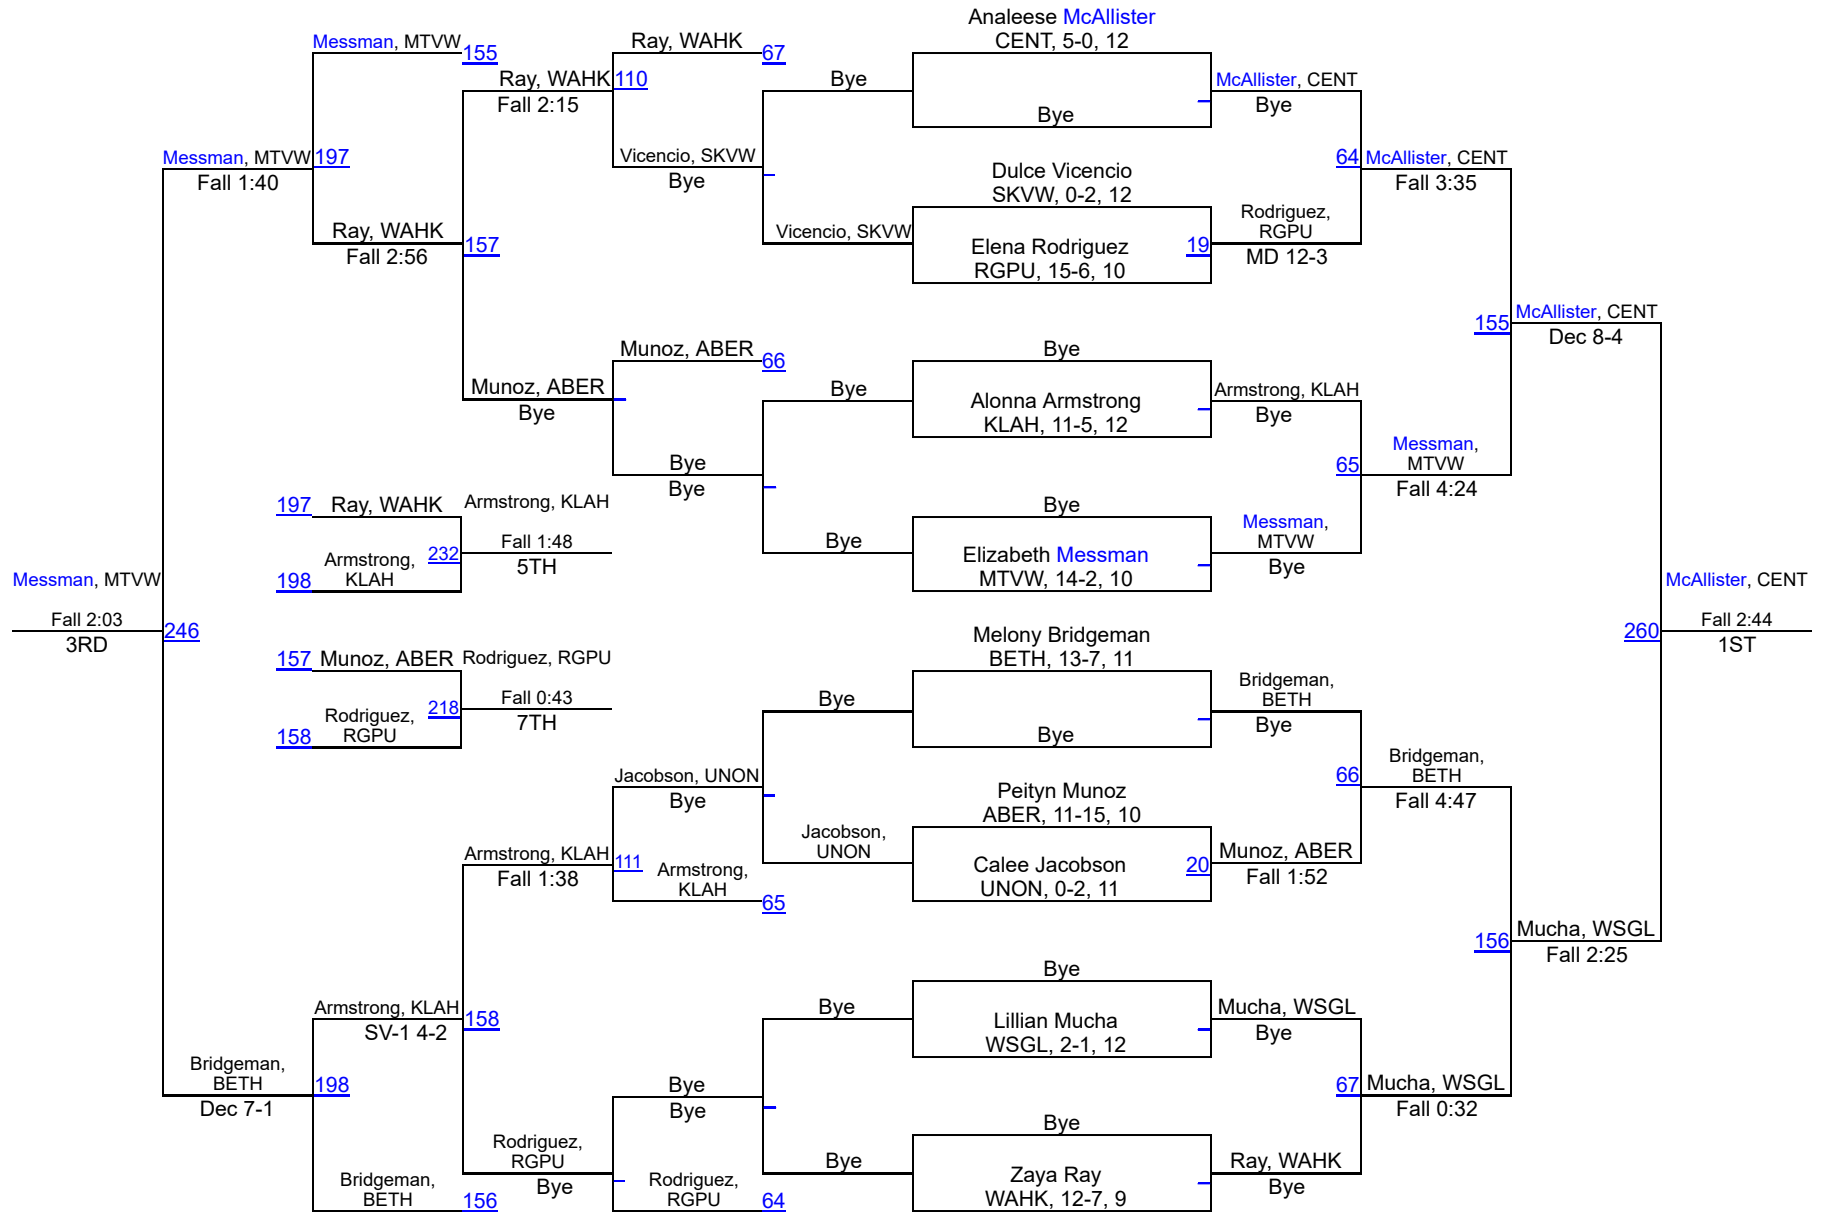 Analeese McAllister
Messman, MTVW
155
Ray, WAHK
67
CENT, 5-0, 12
Ray, WAHK
110
Bye
McAllister, CENT
Fall 2:15
Bye
Bye
Messman, MTVW
197
Vicencio, SKVW
64
McAllister, CENT
Fall 1:40
Bye
Dulce Vicencio
Fall 3:35
SKVW, 0-2, 12
Rodriguez,
RGPU
Ray, WAHK
157
Vicencio, SKVW
Elena Rodriguez
19
Fall 2:56
RGPU, 15-6, 10
MD 12-3
McAllister, CENT
155
Dec 8-4
Munoz, ABER
66
Bye
Munoz, ABER
Bye
Alonna Armstrong
Armstrong, KLAH
Bye
KLAH, 11-5, 12
Bye
Messman,
MTVW
Bye
65
Bye
Fall 4:24
197
Ray, WAHK
Armstrong, KLAH
Bye
Messman,
MTVW
Fall 1:48
Bye
Armstrong,
KLAH
232
5TH
Elizabeth Messman
MTVW, 14-2, 10
Bye
198
Messman, MTVW
McAllister, CENT
Fall 2:03
246
3RD
260
Fall 2:44
1ST
Melony Bridgeman
157
Munoz, ABER
Rodriguez, RGPU
BETH, 13-7, 11
Fall 0:43
Bye
Bridgeman,
BETH
Rodriguez,
RGPU
218
7TH
Bye
158
Bye
Jacobson, UNON
66
Bridgeman,
BETH
Bye
Peityn Munoz
Fall 4:47
ABER, 11-15, 10
Jacobson,
UNON
Armstrong, KLAH
111
Calee Jacobson
20
Munoz, ABER
Fall 1:38
Armstrong,
KLAH
UNON, 0-2, 11
Fall 1:52
65
156
Mucha, WSGL
Fall 2:25
Bye
Armstrong, KLAH
158
Bye
Lillian Mucha
Mucha, WSGL
SV-1 4-2
WSGL, 2-1, 12
Bye
Bridgeman,
BETH
198
Bye
67
Mucha, WSGL
Dec 7-1
Bye
Fall 0:32
Bye
Rodriguez,
RGPU
Bye
Zaya Ray
Ray, WAHK
Bye
WAHK, 12-7, 9
Bye
Bridgeman,
BETH
156
Rodriguez,
RGPU
64